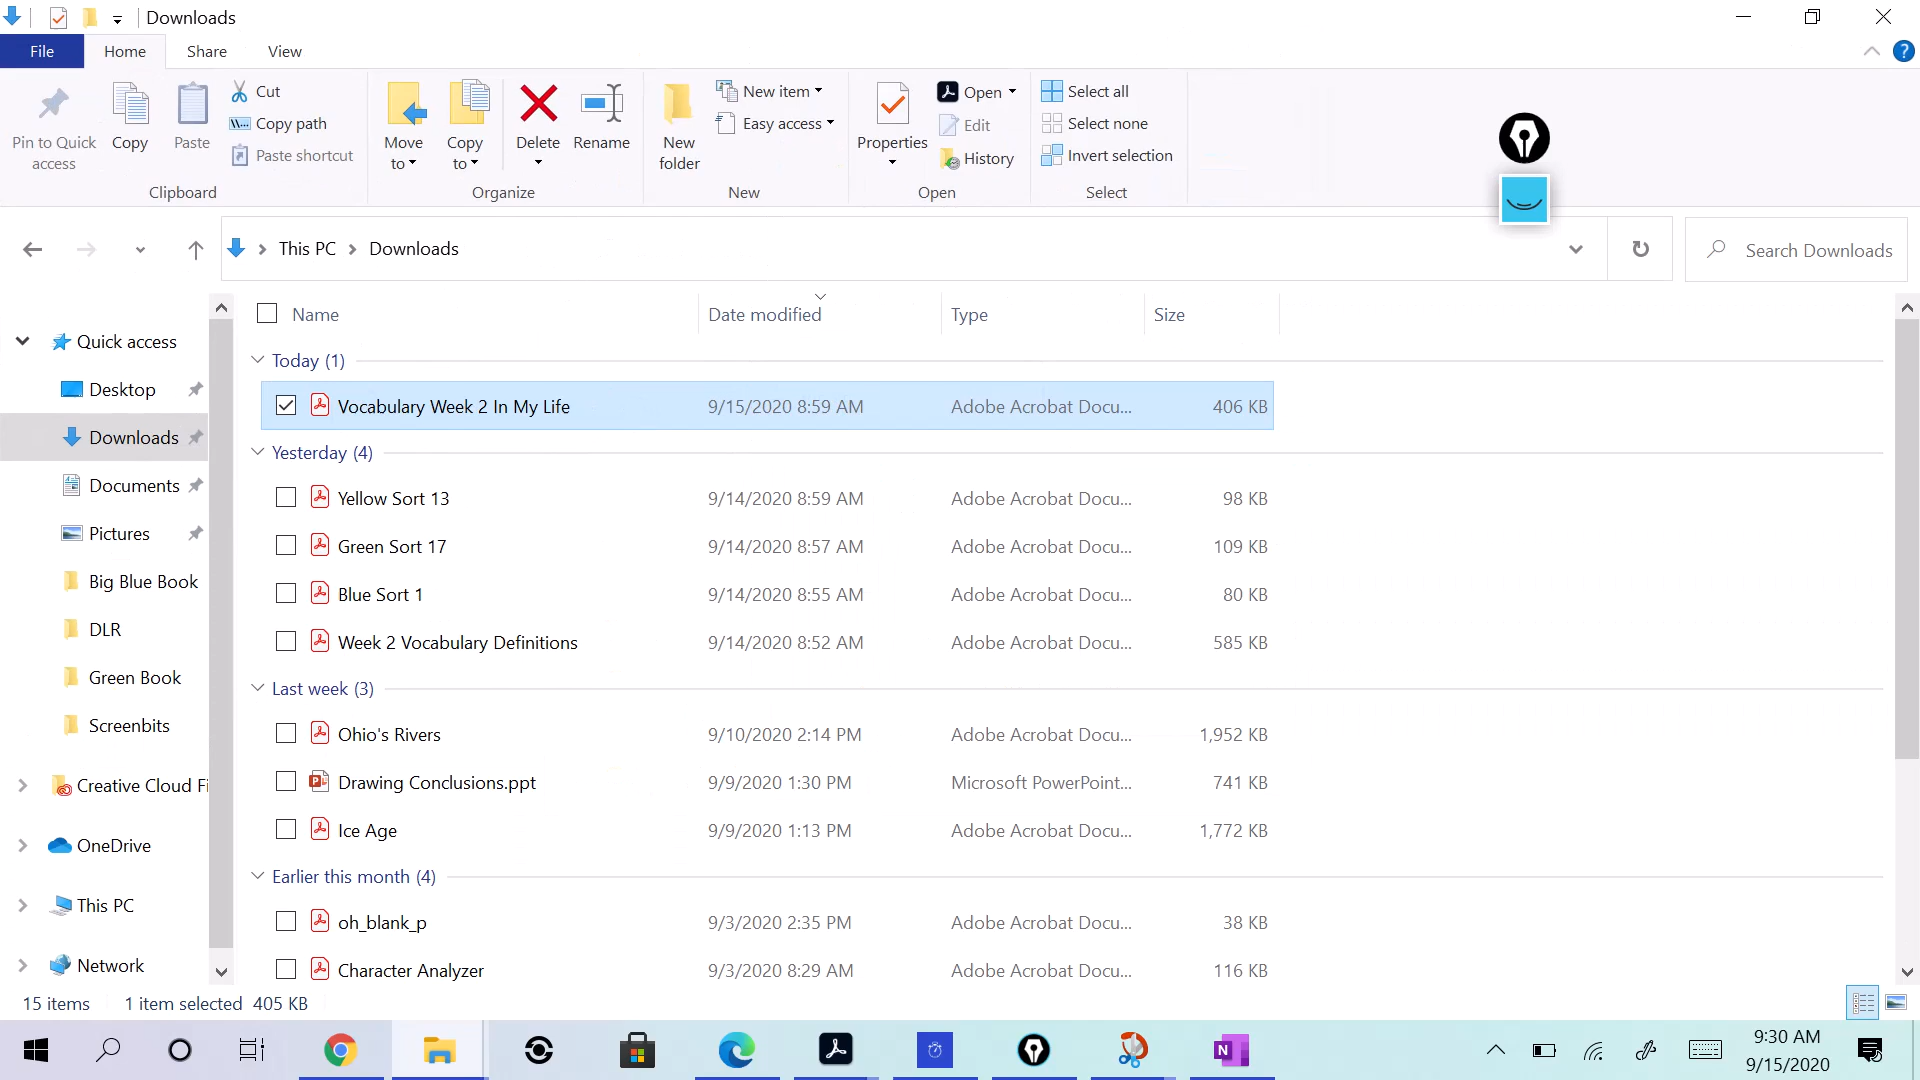 Downloads
File Home Share View
Pin to Quick access
Copy
Paste
Cut
Copy path
Paste shortcut
Clipboard
Move to
Copy to
Delete
Rename
Organize
New folder
New item
Easy access
New
Properties
Open
Edit
History
Open
Select all
Select none
Invert selection
Select
This PC Downloads
Search Downloads
Quick access
Desktop
Downloads
Documents
Pictures
Big Blue Book
DLR
Green Book
Screenbits
Creative Cloud Fi
OneDrive
This PC
Network
Name Date modified Type Size
Today (1)
Vocabulary Week 2 In My Life 9/15/2020 8:59 AM Adobe Acrobat Docu... 406 KB
Yesterday (4)
Yellow Sort 13 9/14/2020 8:59 AM Adobe Acrobat Docu... 98 KB
Green Sort 17 9/14/2020 8:57 AM Adobe Acrobat Docu... 109 KB
Blue Sort 1 9/14/2020 8:55 AM Adobe Acrobat Docu... 80 KB
Week 2 Vocabulary Definitions 9/14/2020 8:52 AM Adobe Acrobat Docu... 585 KB
Last week (3)
Ohio's Rivers 9/10/2020 2:14 PM Adobe Acrobat Docu... 1,952 KB
Drawing Conclusions.ppt 9/9/2020 1:30 PM Microsoft PowerPoint... 741 KB
Ice Age 9/9/2020 1:13 PM Adobe Acrobat Docu... 1,772 KB
Earlier this month (4)
oh_blank_p 9/3/2020 2:35 PM Adobe Acrobat Docu... 38 KB
Character Analyzer 9/3/2020 8:29 AM Adobe Acrobat Docu... 116 KB
15 items 1 item selected 405 KB
9:30 AM
9/15/2020